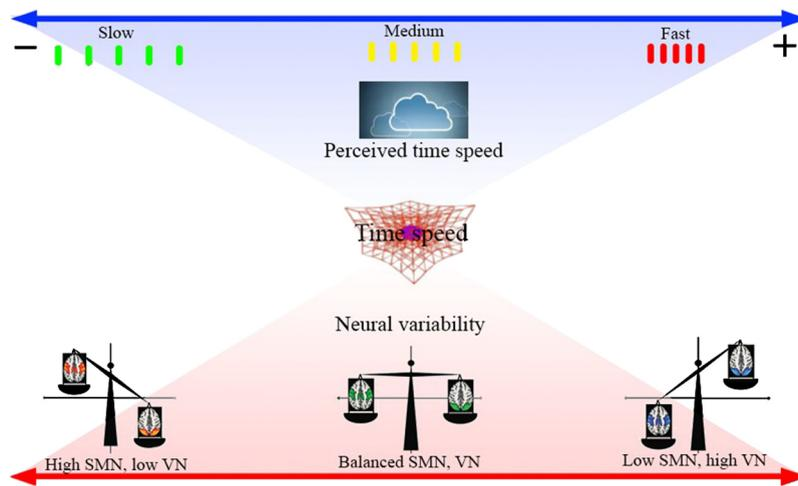 Slow
Medium
Fast
−
+
Perceived time speed
Time speed
Neural variability
High SMN, low VN
Balanced SMN, VN
Low SMN, high VN